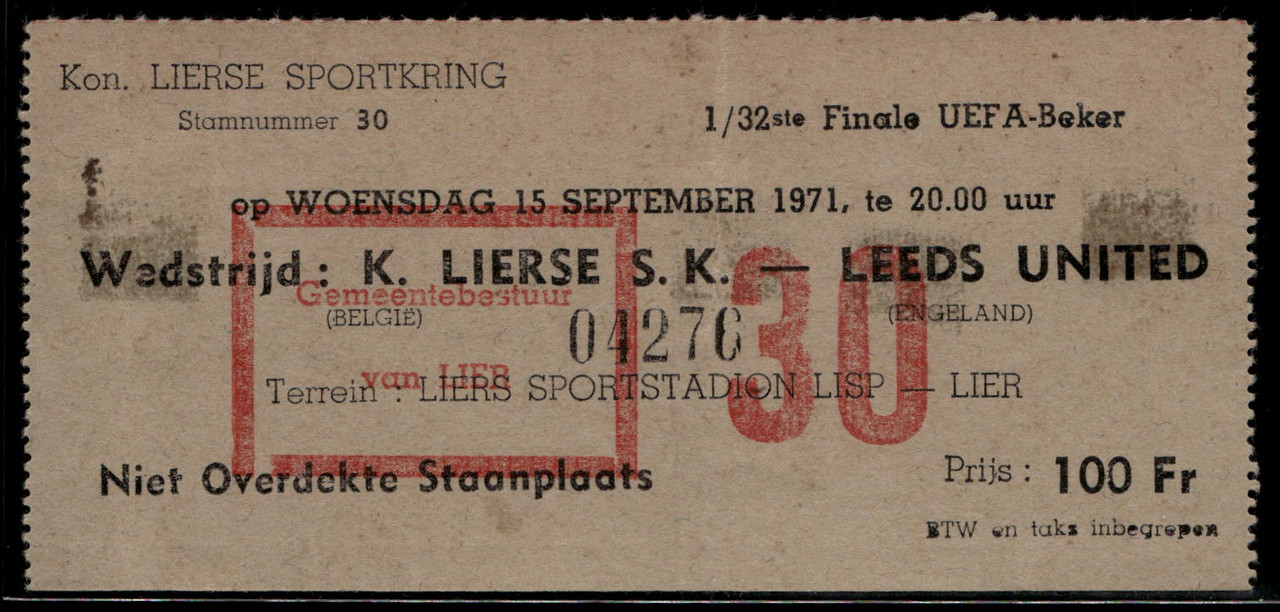 Kon. LIERSE SPORTKRING
Stamnummer 30
1/32ste Finale UEFA-Beker
op WOENSDAG 15 SEPTEMBER 1971, te 20.00 uur
Wedstrijd : K. LIERSE S. K. — LEEDS UNITED
(BELGIË) (ENGELAND)
Gemeentebestuur
van LIER
30
Terrein : LIERS SPORTSTADION LISP — LIER
Niet Overdekte Staanplaats
Prijs : 100 Fr
BTW en taks inbegrepen